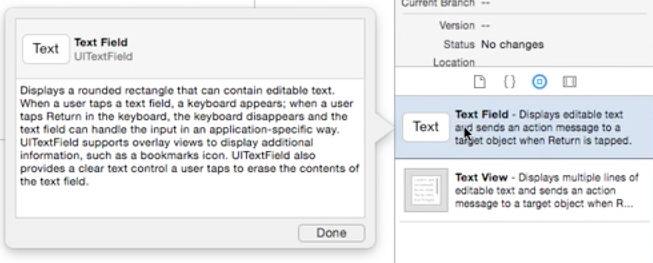 Text
Text Field
UITextField
Displays a rounded rectangle that can contain editable text.
When a user taps a text field, a keyboard appears; when a user
taps Return in the keyboard, the keyboard disappears and the
text field can handle the input in an application-specific way.
UITextField supports overlay views to display additional
information, such as a bookmarks icon. UITextField also
provides a clear text control a user taps to erase the contents of
the text field.
Done
Current Branch --
Version --
Status No changes
Location
Text
Text Field - Displays editable text
and sends an action message to a
target object when Return is tapped.
Text View - Displays multiple lines of
editable text and sends an action
message to a target object when R...